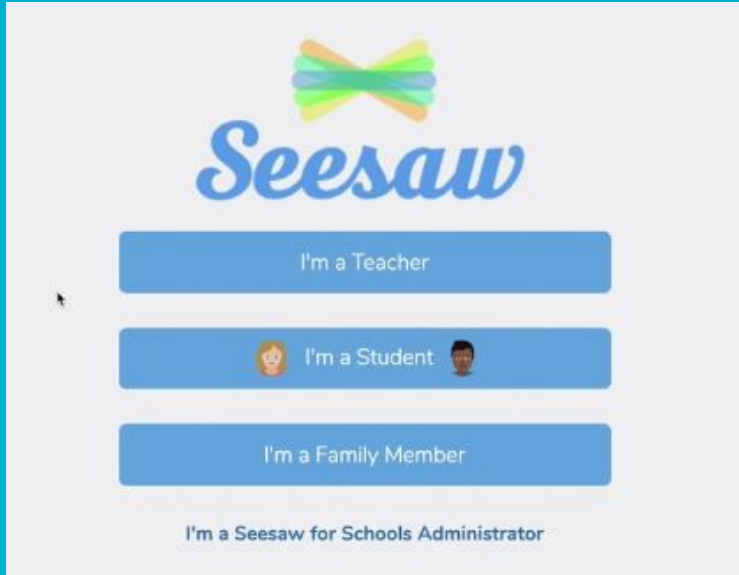 Seesaw
I'm a Teacher
I'm a Student
I'm a Family Member
I'm a Seesaw for Schools Administrator